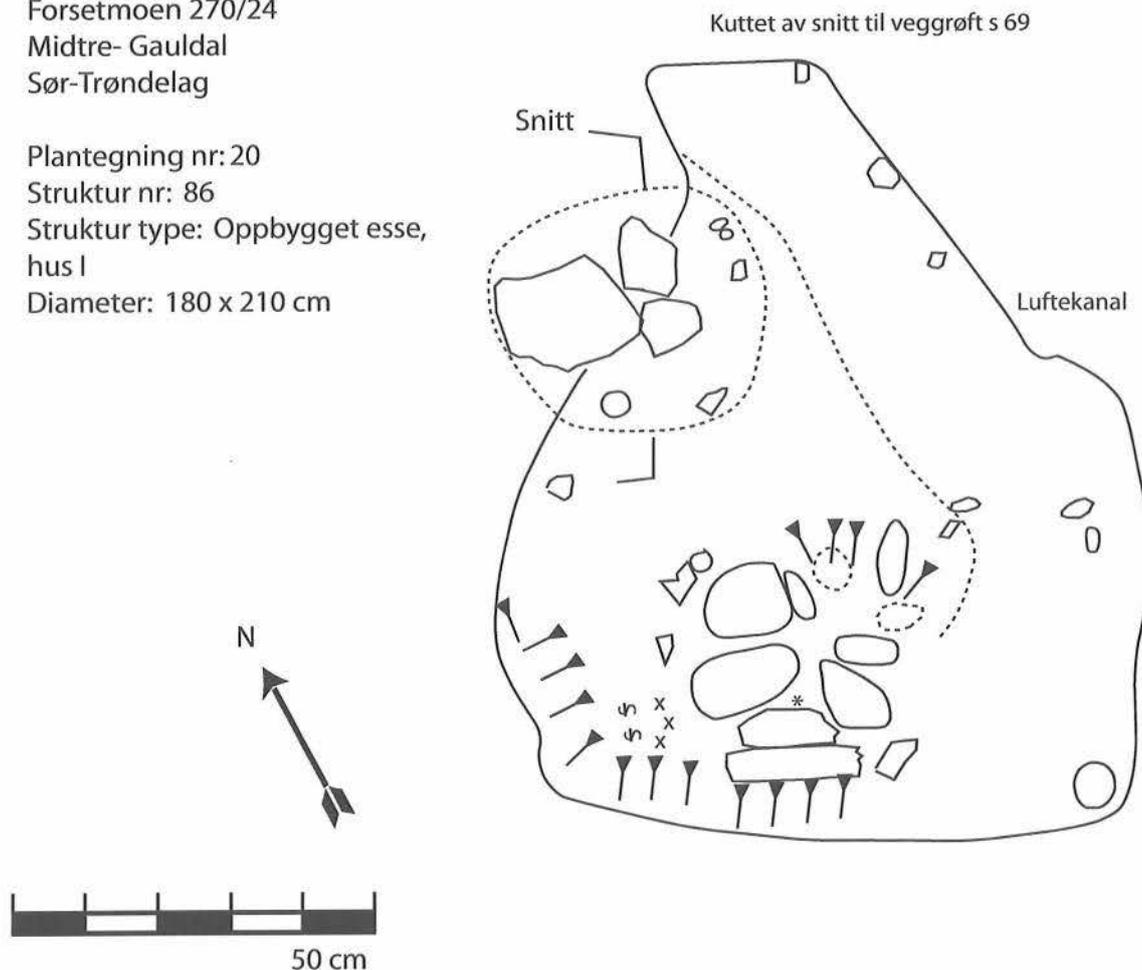 Forsetmoen 270/24
Midtre- Gauldal
Sør-Trøndelag
Plantegning nr: 20
Struktur nr: 86
Struktur type: Oppbygget esse,
hus I
Diameter: 180 x 210 cm
Kuttet av snitt til veggrøft s 69
Snitt
Luftekanal
N
x
x
x
*
50 cm